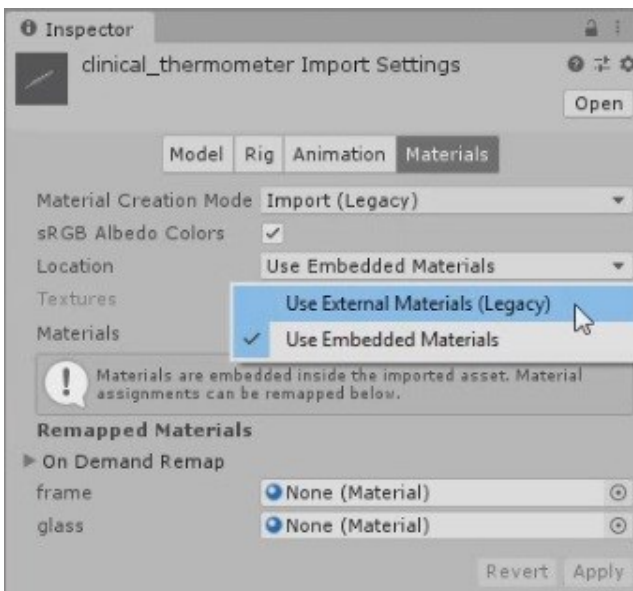 Inspector
clinical_thermometer Import Settings
Open
Model Rig Animation Materials
Material Creation Mode Import (Legacy)
sRGB Albedo Colors
Location Use Embedded Materials
Textures Use External Materials (Legacy)
Materials Use Embedded Materials
Materials are embedded inside the imported asset. Material
assignments can be remapped below.
Remapped Materials
On Demand Remap
frame None (Material)
glass None (Material)
Revert Apply